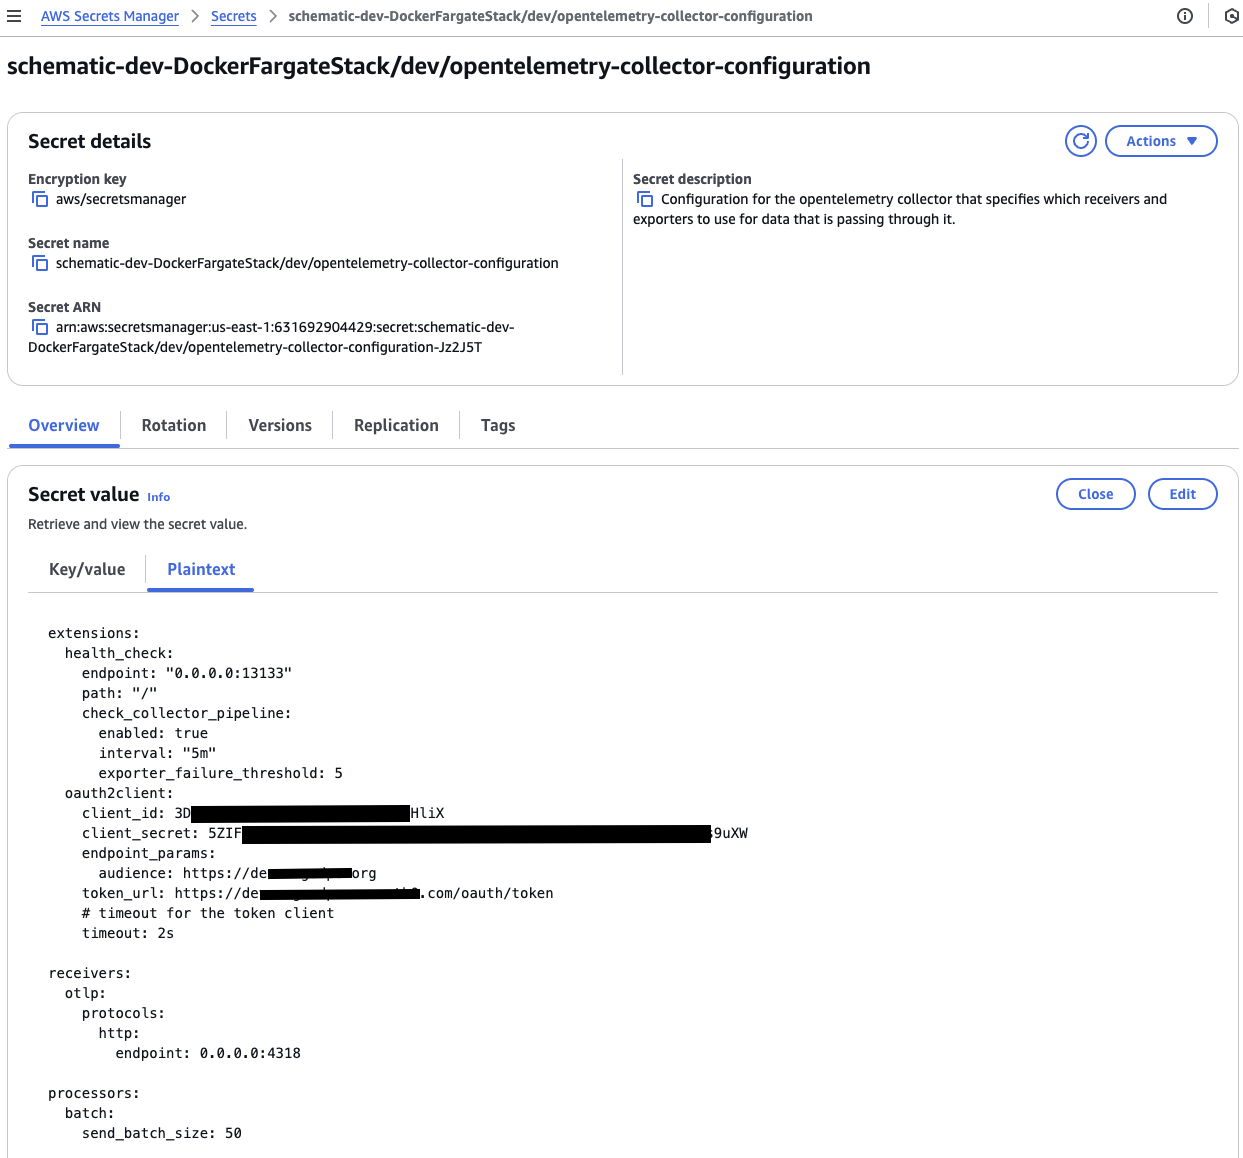 AWS Secrets Manager > Secrets > schematic-dev-DockerFargateStack/dev/opentelemetry-collector-configuration
schematic-dev-DockerFargateStack/dev/opentelemetry-collector-configuration
Secret details
Actions
Encryption key
aws/secretsmanager
Secret name
schematic-dev-DockerFargateStack/dev/opentelemetry-collector-configuration
Secret ARN
arn:aws:secretsmanager:us-east-1:631692904429:secret:schematic-dev-
DockerFargateStack/dev/opentelemetry-collector-configuration-Jz2J5T
Secret description
Configuration for the opentelemetry collector that specifies which receivers and
exporters to use for data that is passing through it.
Overview Rotation Versions Replication Tags
Secret value Info
Close Edit
Retrieve and view the secret value.
Key/value Plaintext
extensions:
  health_check:
    endpoint: "0.0.0.0:13133"
    path: "/"
    check_collector_pipeline:
      enabled: true
      interval: "5m"
      exporter_failure_threshold: 5
  oauth2client:
    client_id: 3D HliX
    client_secret: 5ZIF 9uXW
    endpoint_params:
      audience: https://de org
    token_url: https://de .com/oauth/token
    # timeout for the token client
    timeout: 2s
receivers:
  otlp:
    protocols:
      http:
        endpoint: 0.0.0.0:4318
processors:
  batch:
    send_batch_size: 50